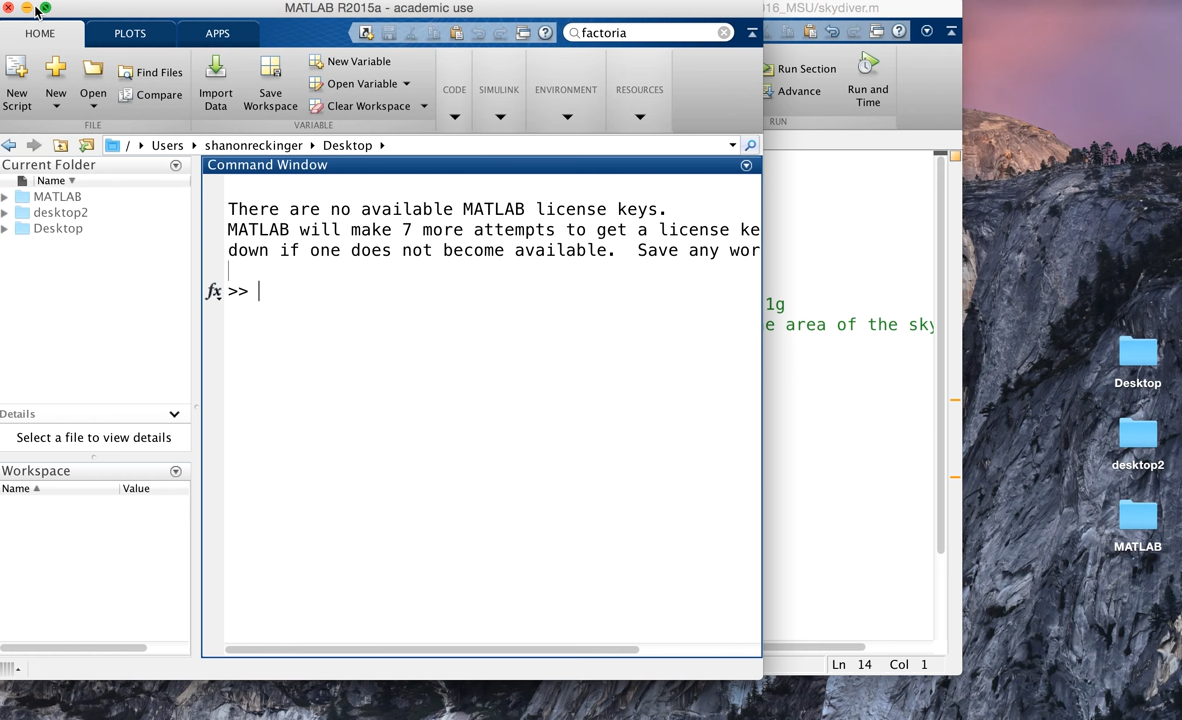 MATLAB R2015a - academic use
16_MSU/skydiver.m
HOME PLOTS APPS
factoria
New Script
New
Open
Find Files
Compare
FILE
Import Data
Save Workspace
New Variable
Open Variable
Clear Workspace
VARIABLE
CODE
SIMULINK
ENVIRONMENT
RESOURCES
Run Section
Advance
Run and Time
RUN
/ Users shanonreckinger Desktop
Current Folder
Name
MATLAB
desktop2
Desktop
Details
Select a file to view details
Workspace
Name Value
Command Window
There are no available MATLAB license keys.
MATLAB will make 7 more attempts to get a license ke
down if one does not become available. Save any wor
fx >>
1g
e area of the sky
Ln 14 Col 1
Desktop
desktop2
MATLAB